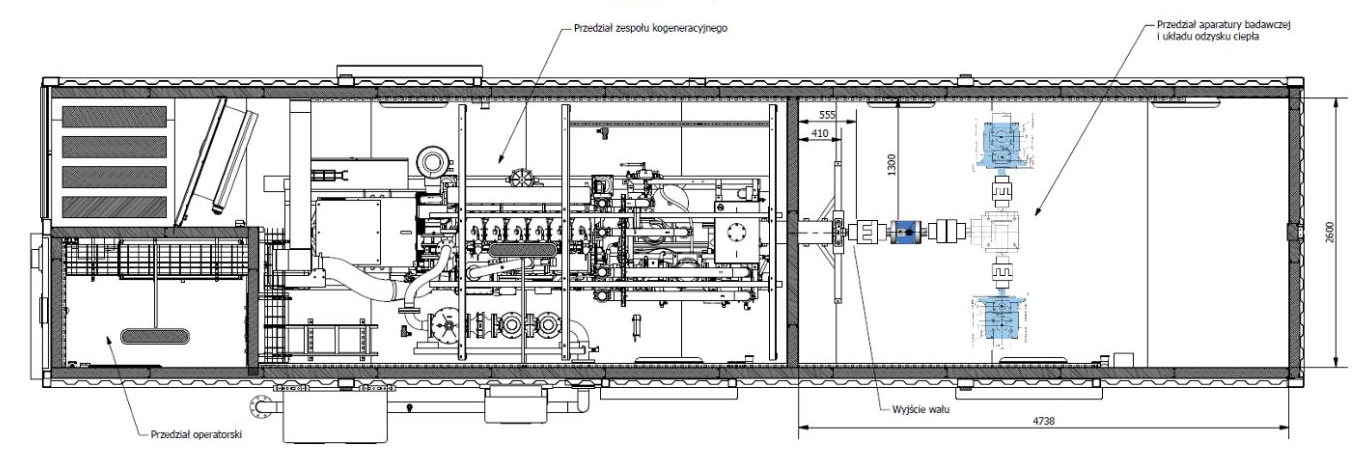 Przedział zespołu kogeneracyjnego
Przedział aparatury badawczej
i układu odzysku ciepła
555
410
1300
2600
Wyjście wału
4738
Przedział operatorski